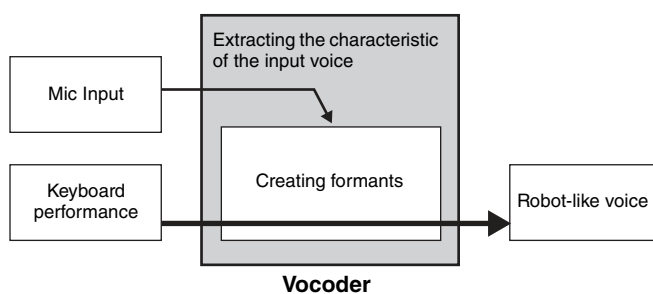 Extracting the characteristic
of the input voice
Mic Input
Creating formants
Keyboard
performance
Robot-like voice
Vocoder